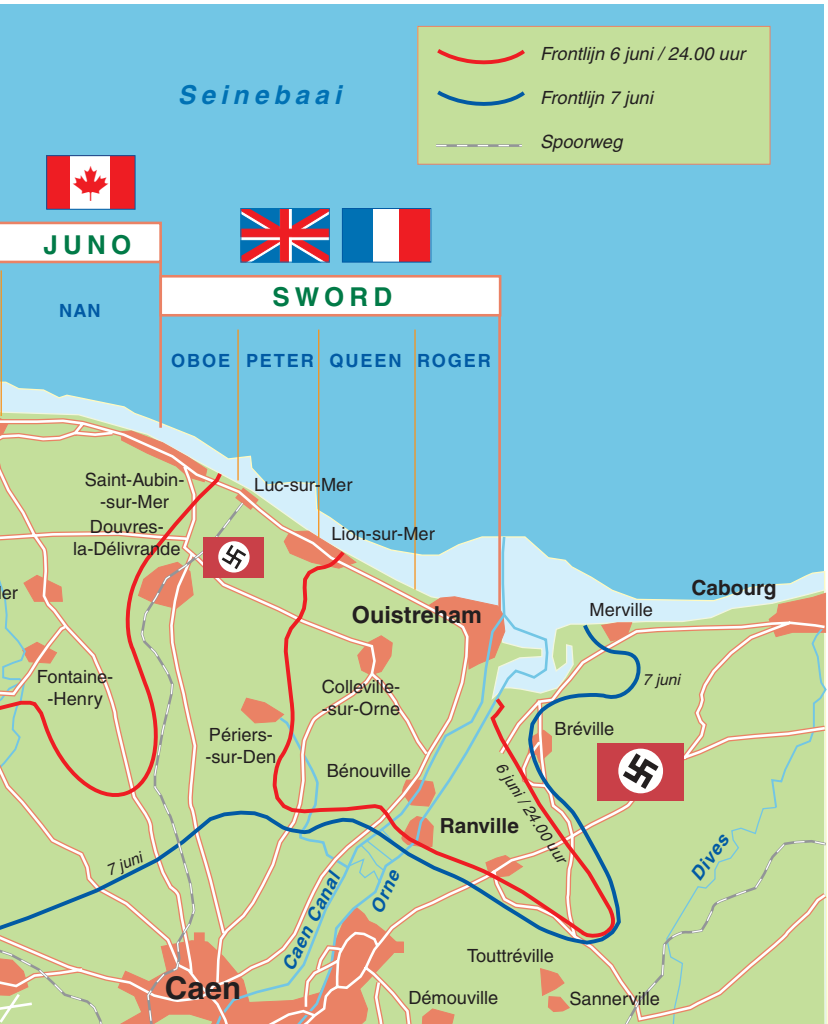 Frontlijn 6 juni / 24.00 uur
Frontlijn 7 juni
Spoorweg
Seinebaai
JUNO
SWORD
NAN
OBOE
PETER
QUEEN
ROGER
Saint-Aubin-
-sur-Mer
Luc-sur-Mer
Douvres-
la-Délivrande
Lion-sur-Mer
ler
Cabourg
Merville
Ouistreham
Fontaine-
-Henry
7 juni
Colleville-
-sur-Orne
Périers-
-sur-Den
Bréville
Bénouville
6 juni / 24.00 uur
Ranville
7 juni
Dives
Caen Canal
Orne
Touttréville
Caen
Démouville
Sannerville